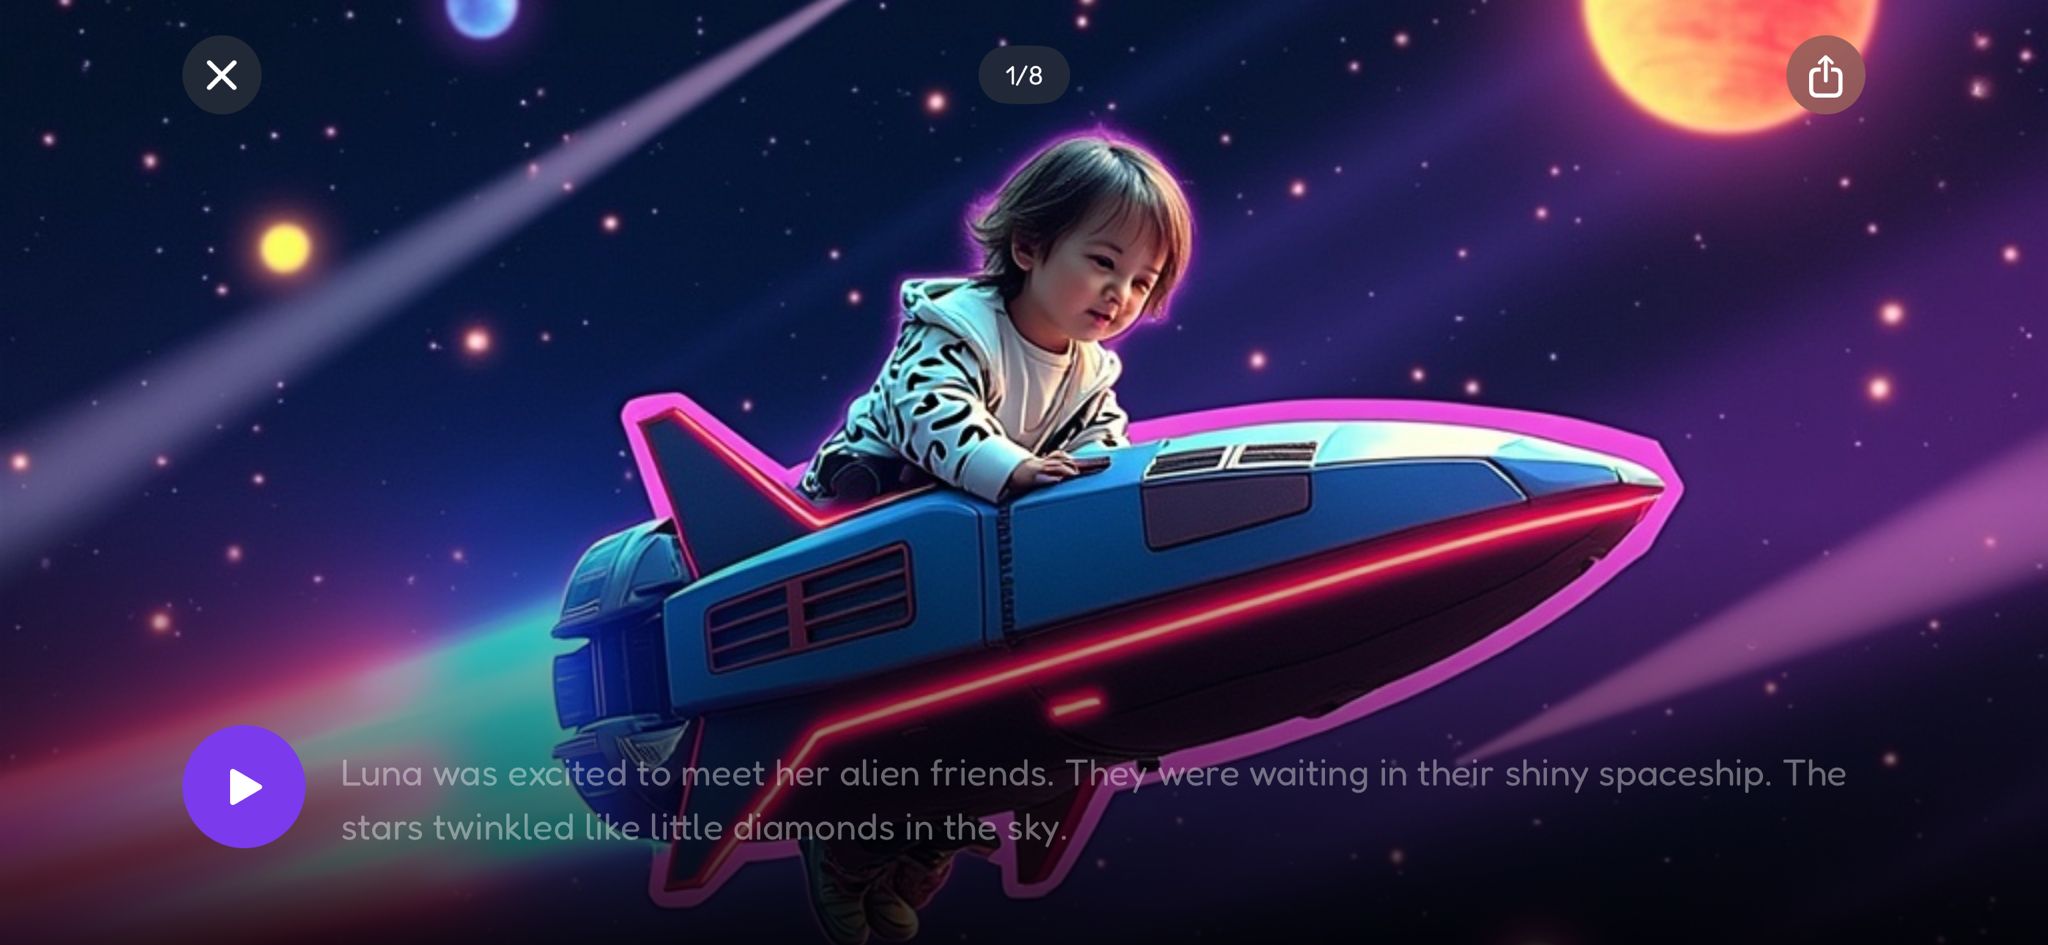 1/8
Luna was excited to meet her alien friends. They were waiting in their shiny spaceship. The
stars twinkled like little diamonds in the sky.